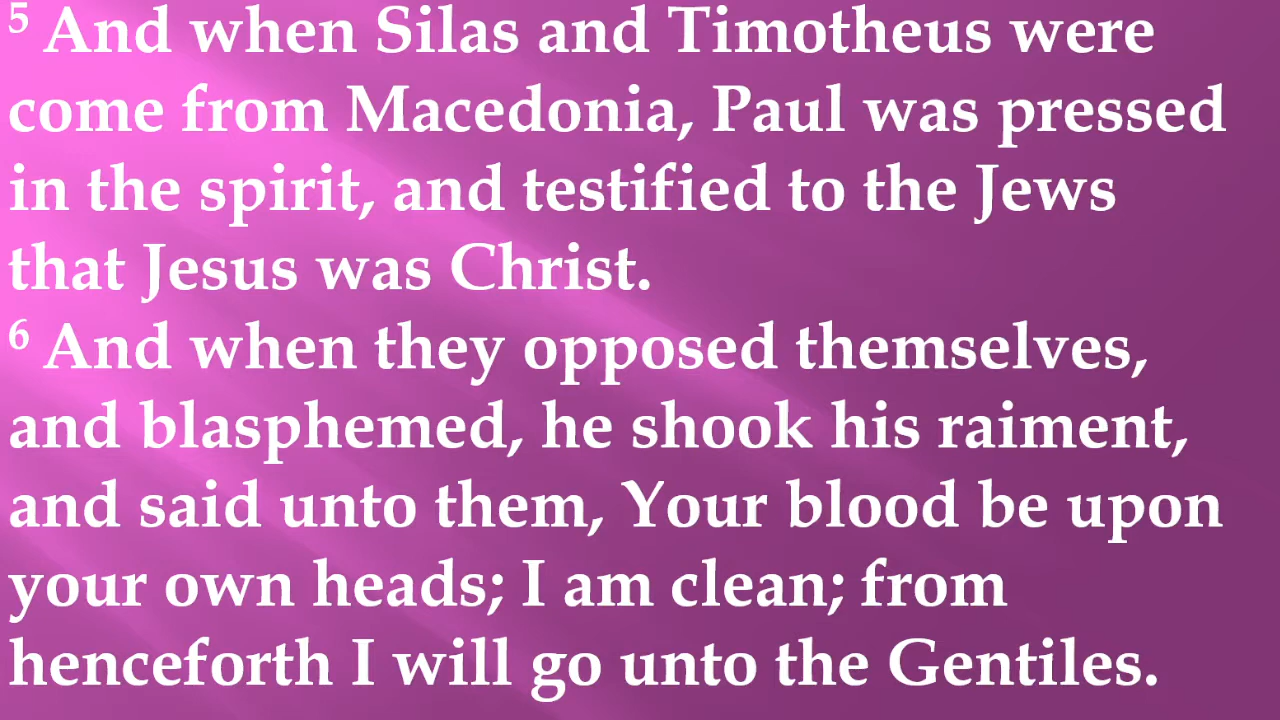 5 And when Silas and Timotheus were
come from Macedonia, Paul was pressed
in the spirit, and testified to the Jews
that Jesus was Christ.
6 And when they opposed themselves,
and blasphemed, he shook his raiment,
and said unto them, Your blood be upon
your own heads; I am clean; from
henceforth I will go unto the Gentiles.